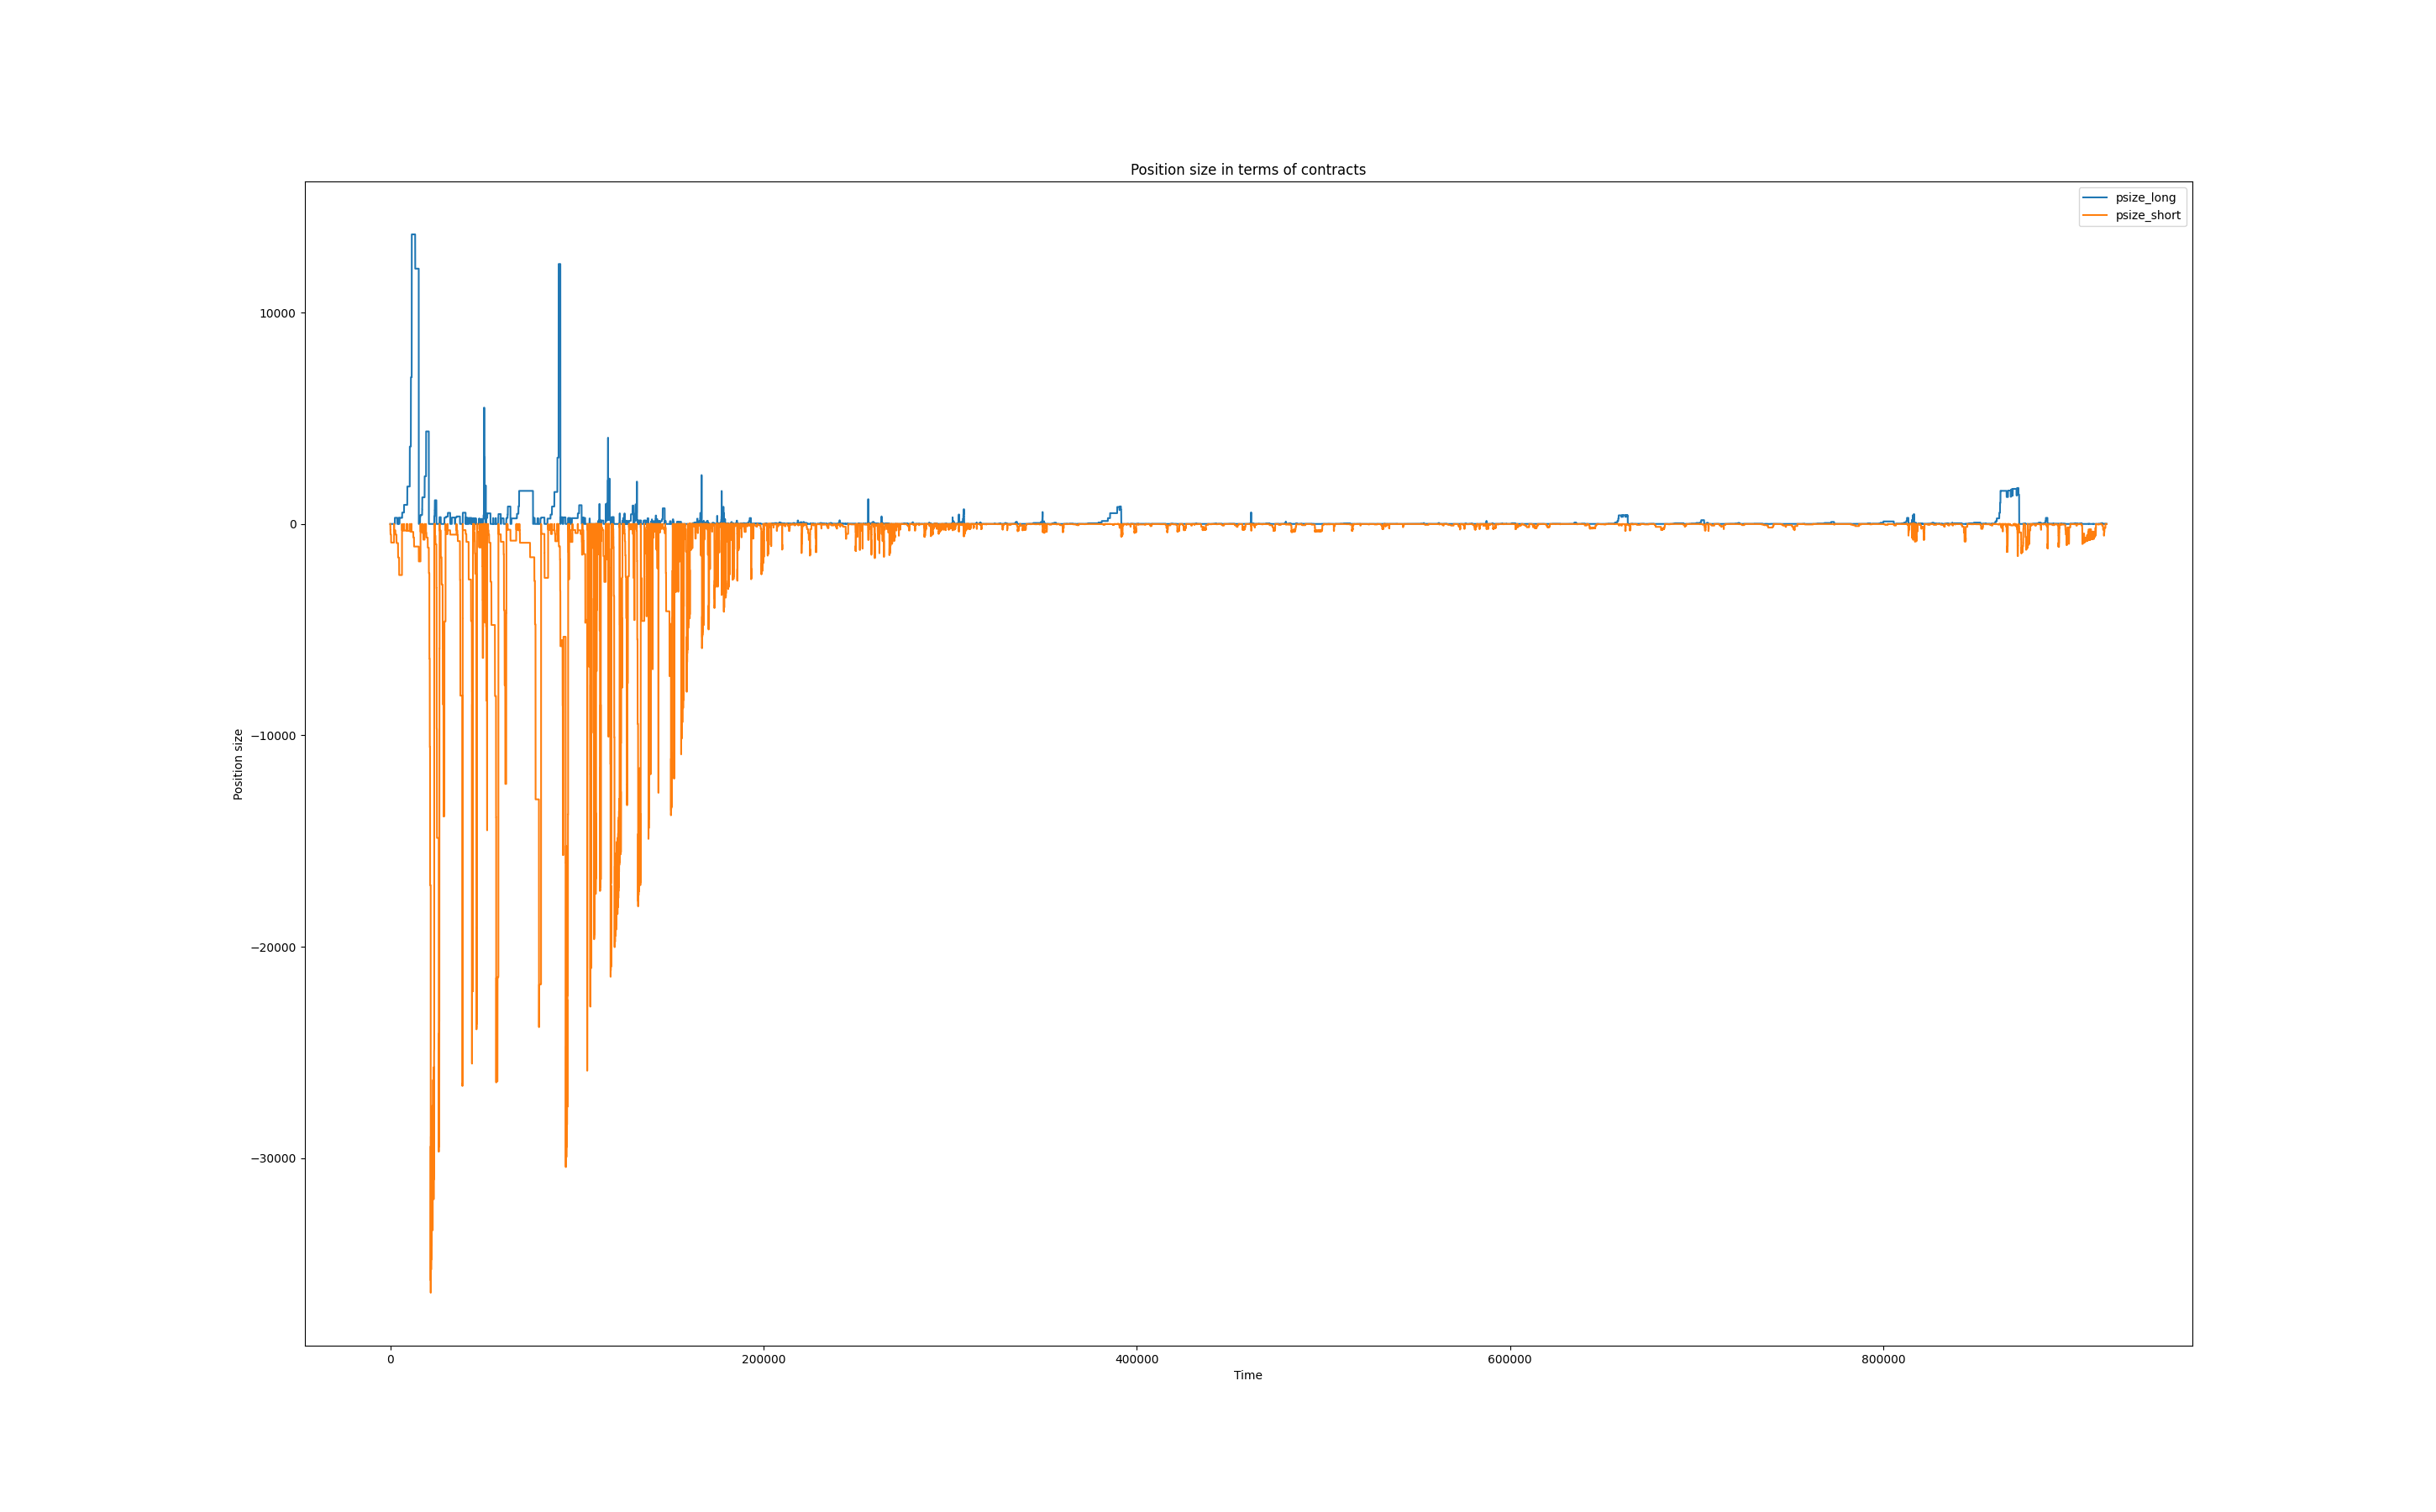 Position size in terms of contracts
psize_long
psize_short
10000
0
−10000
−20000
−30000
Position size
0
200000
400000
600000
800000
Time